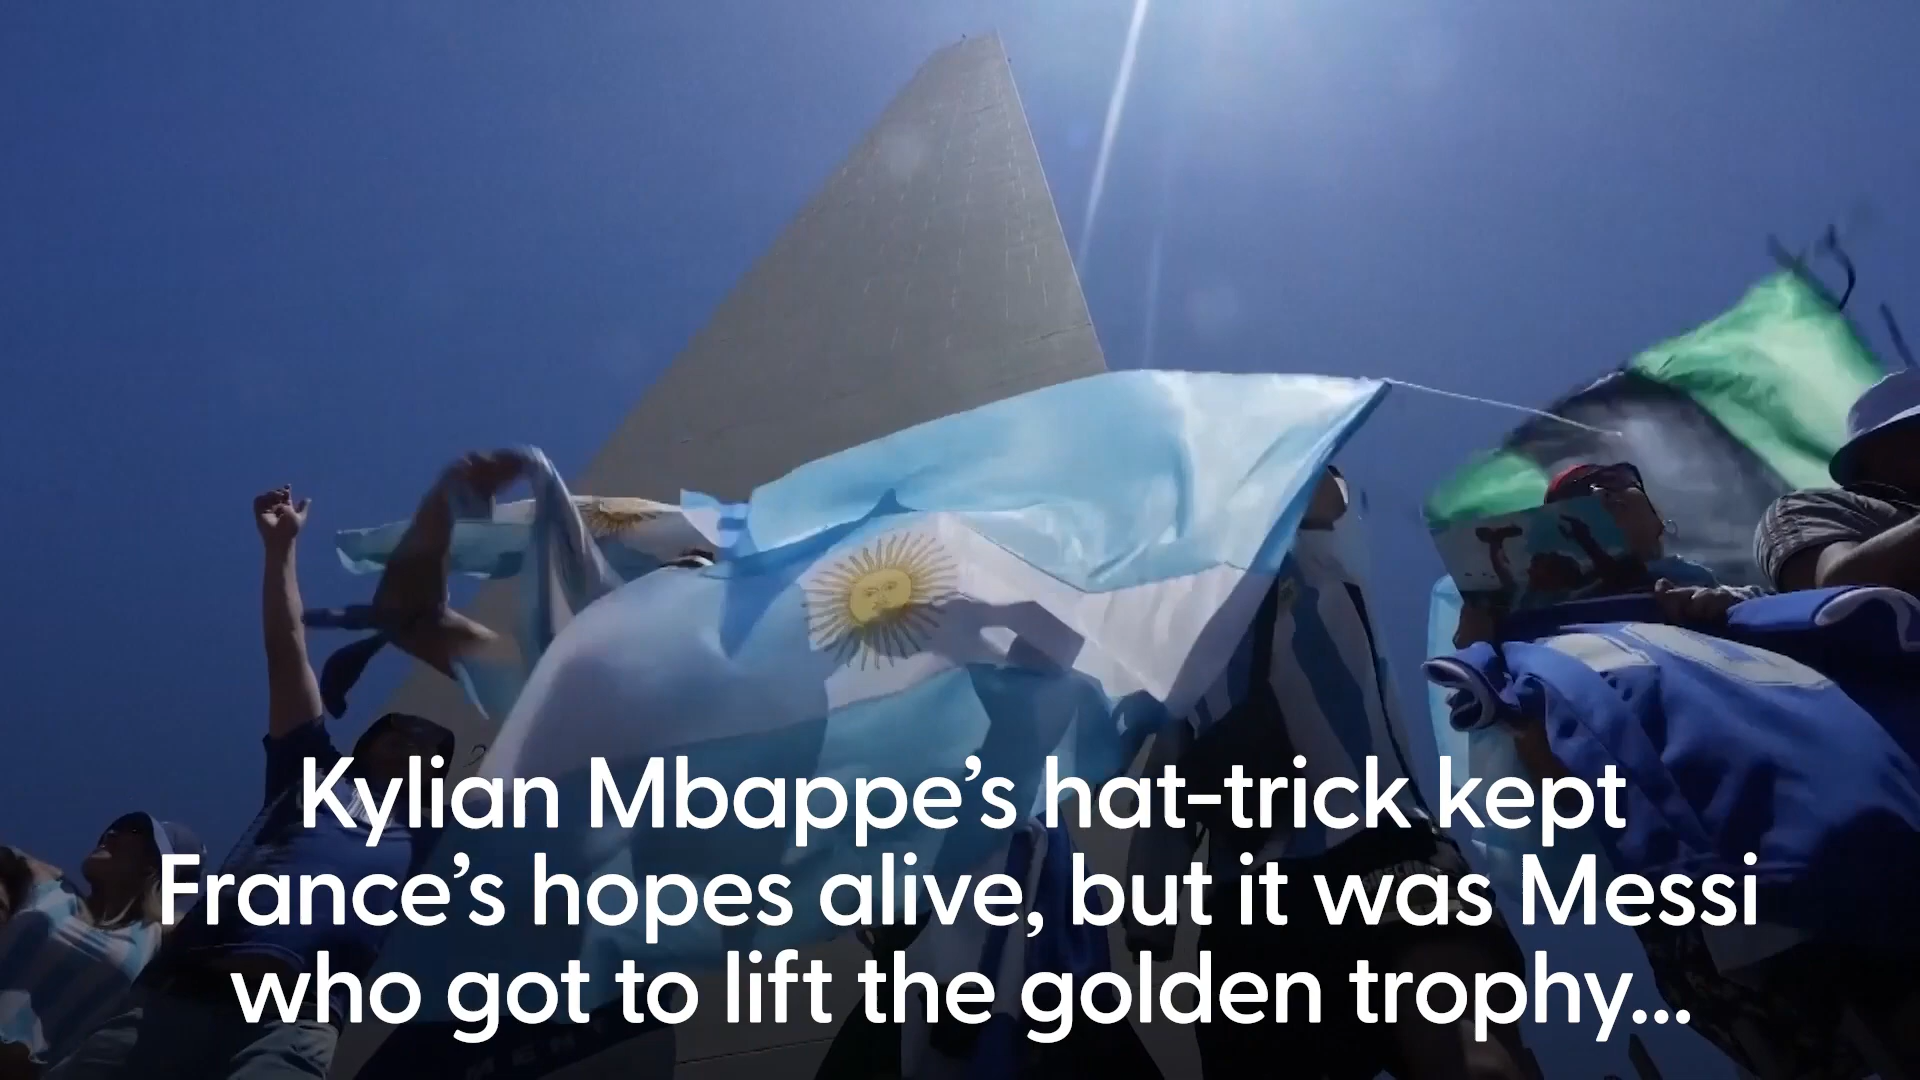 Kylian Mbappe’s hat-trick kept
France’s hopes alive, but it was Messi
who got to lift the golden trophy...